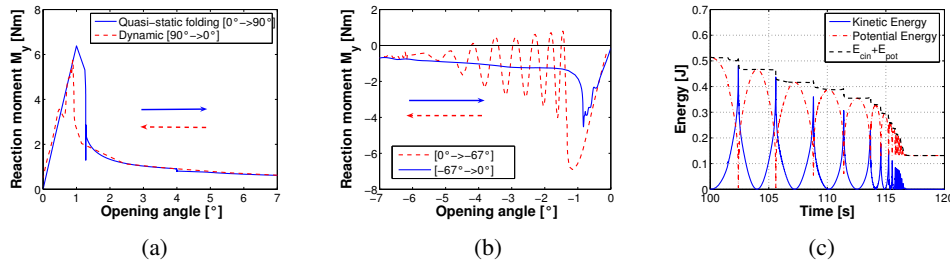 Reaction moment M_y [Nm]
8
6
4
2
0
Quasi-static folding [0°->90°]
Dynamic [90°->0°]
0 1 2 3 4 5 6 7
Opening angle [°]
(a)
Reaction moment M_y [Nm]
2
0
−2
−4
−6
−8
[0°->−67°]
[−67°->0°]
−7 −6 −5 −4 −3 −2 −1 0
Opening angle [°]
(b)
Energy [J]
0.7
0.6
0.5
0.4
0.3
0.2
0.1
0
Kinetic Energy
Potential Energy
E_cin+E_pot
100 105 110 115 120
Time [s]
(c)